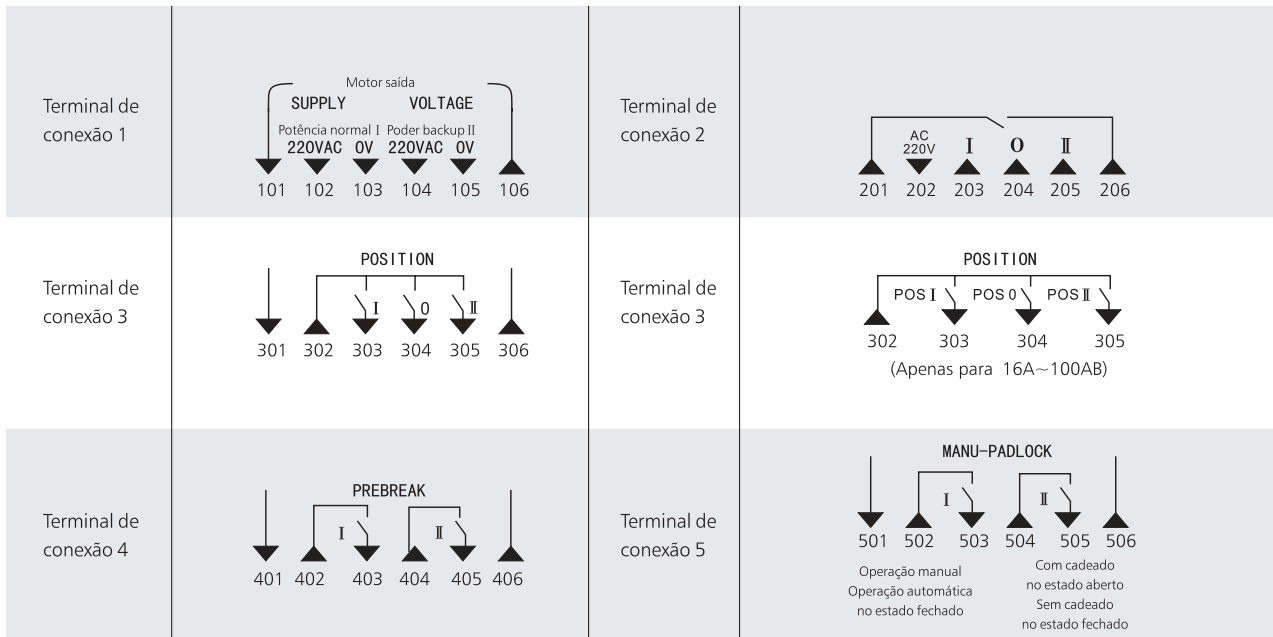 Terminal de
conexão 1
Motor saída
SUPPLY VOLTAGE
Potência normal I Poder backup II
220VAC 0V 220VAC 0V
101 102 103 104 105 106
Terminal de
conexão 2
AC
220V I O II
201 202 203 204 205 206
Terminal de
conexão 3
POSITION
I 0 II
301 302 303 304 305 306
Terminal de
conexão 3
POSITION
POS I POS 0 POS II
302 303 304 305
(Apenas para 16A~100AB)
Terminal de
conexão 4
PREBREAK
I II
401 402 403 404 405 406
Terminal de
conexão 5
MANU-PADLOCK
I II
501 502 503 504 505 506
Operação manual
Operação automática
no estado fechado
Com cadeado
no estado aberto
Sem cadeado
no estado fechado